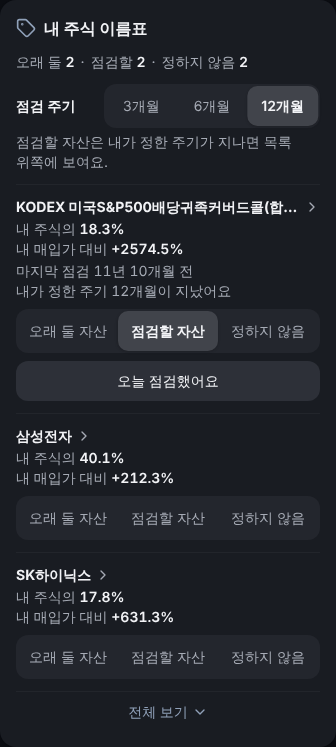 내 주식 이름표
오래 둘 2 · 점검할 2 · 정하지 않음 2
점검 주기 3개월 6개월 12개월
점검할 자산은 내가 정한 주기가 지나면 목록
위쪽에 보여요.
KODEX 미국S&P500배당귀족커버드콜(합...
내 주식의 18.3%
내 매입가 대비 +2574.5%
마지막 점검 11년 10개월 전
내가 정한 주기 12개월이 지났어요
오래 둘 자산 점검할 자산 정하지 않음
오늘 점검했어요
삼성전자
내 주식의 40.1%
내 매입가 대비 +212.3%
오래 둘 자산 점검할 자산 정하지 않음
SK하이닉스
내 주식의 17.8%
내 매입가 대비 +631.3%
오래 둘 자산 점검할 자산 정하지 않음
전체 보기